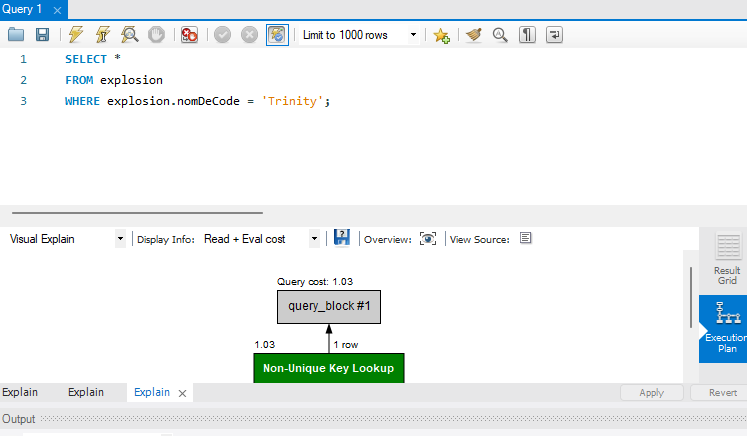 Query 1
Limit to 1000 rows
1 SELECT *
2 FROM explosion
3 WHERE explosion.nomDeCode = 'Trinity';
Visual Explain
Display Info: Read + Eval cost
Overview:
View Source:
Result
Grid
Execution
Plan
Query cost: 1.03
query_block #1
1.03
1 row
Non-Unique Key Lookup
Explain
Explain
Explain
Apply
Revert
Output